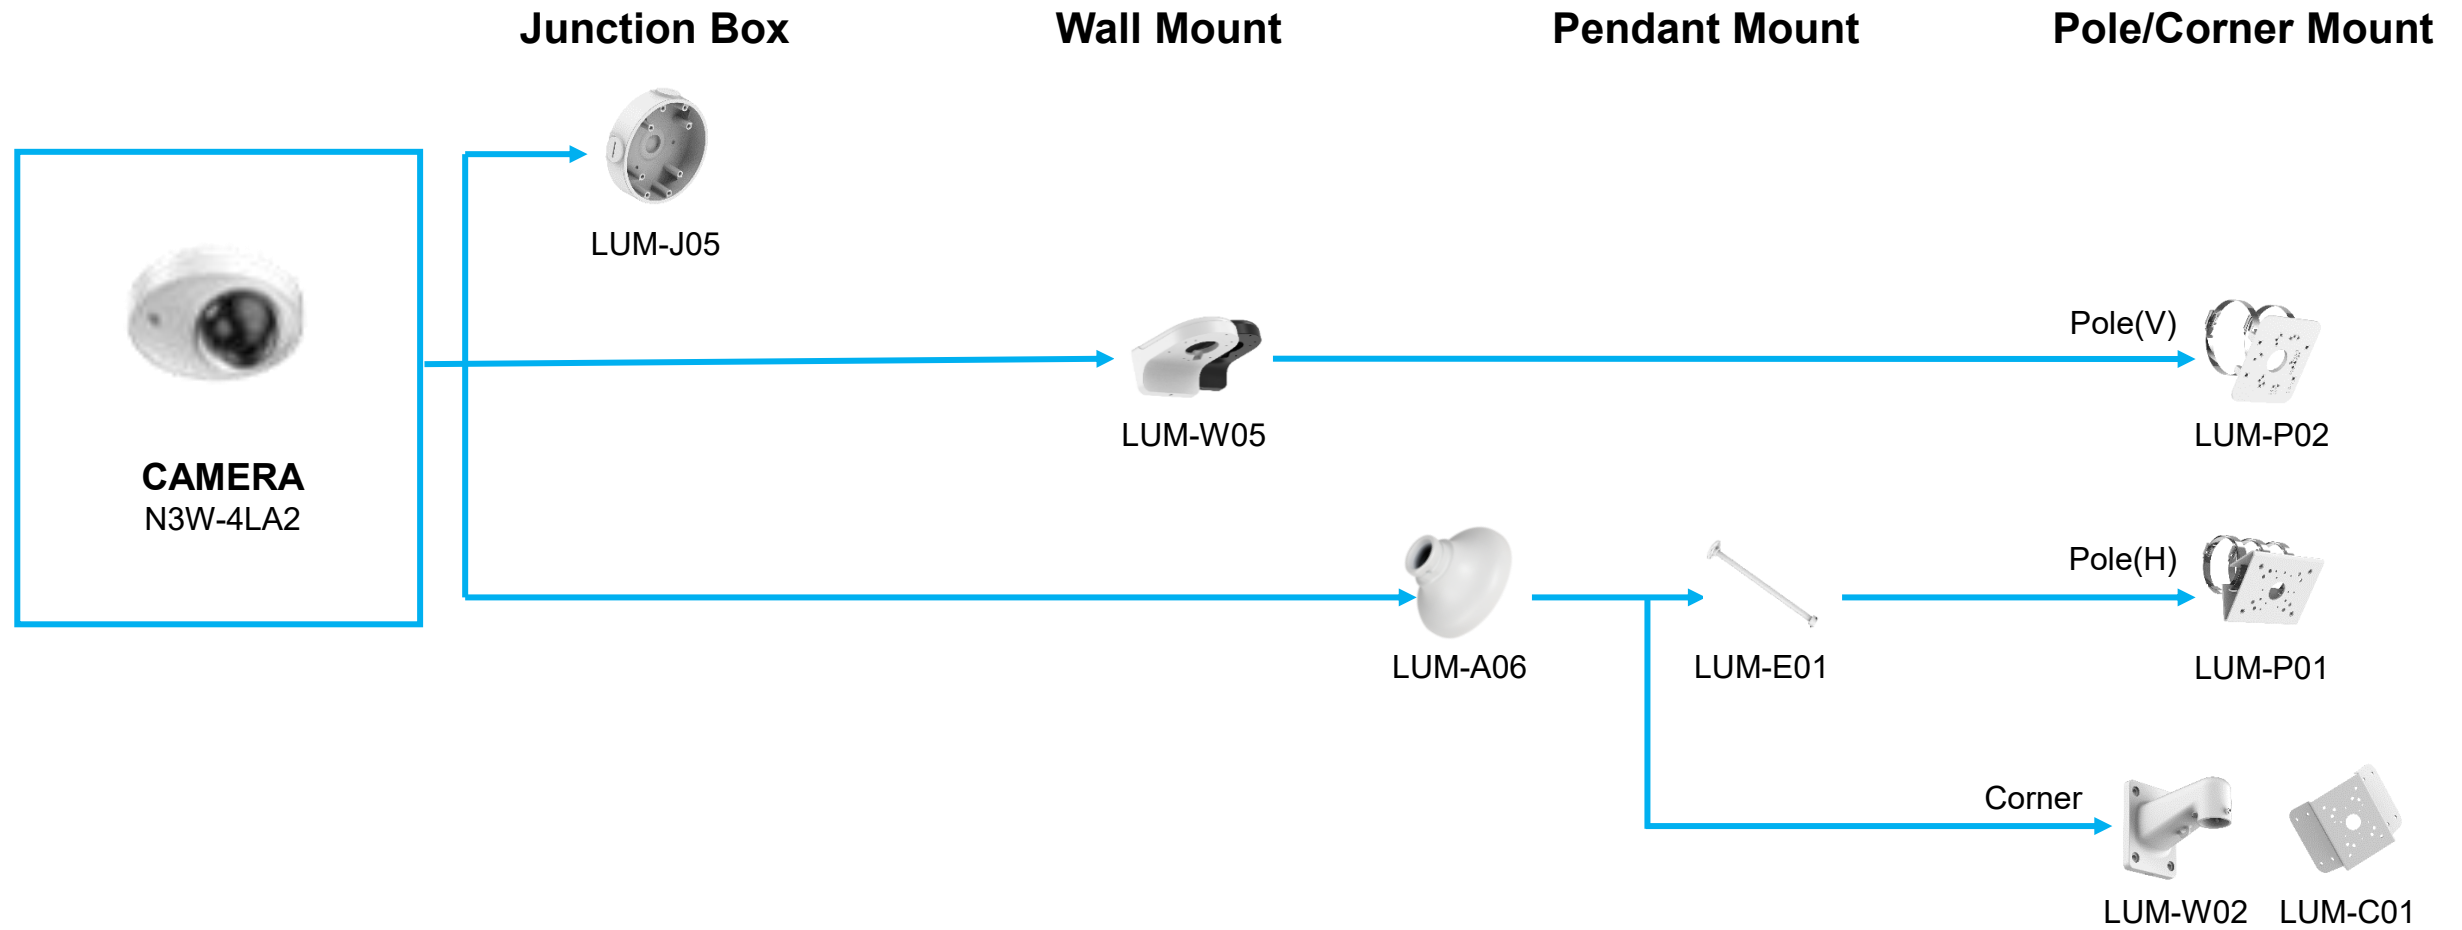 Junction Box
Wall Mount
Pendant Mount
Pole/Corner Mount
LUM-J05
CAMERA
N3W-4LA2
LUM-W05
Pole(V)
LUM-P02
LUM-A06
LUM-E01
Pole(H)
LUM-P01
Corner
LUM-W02
LUM-C01